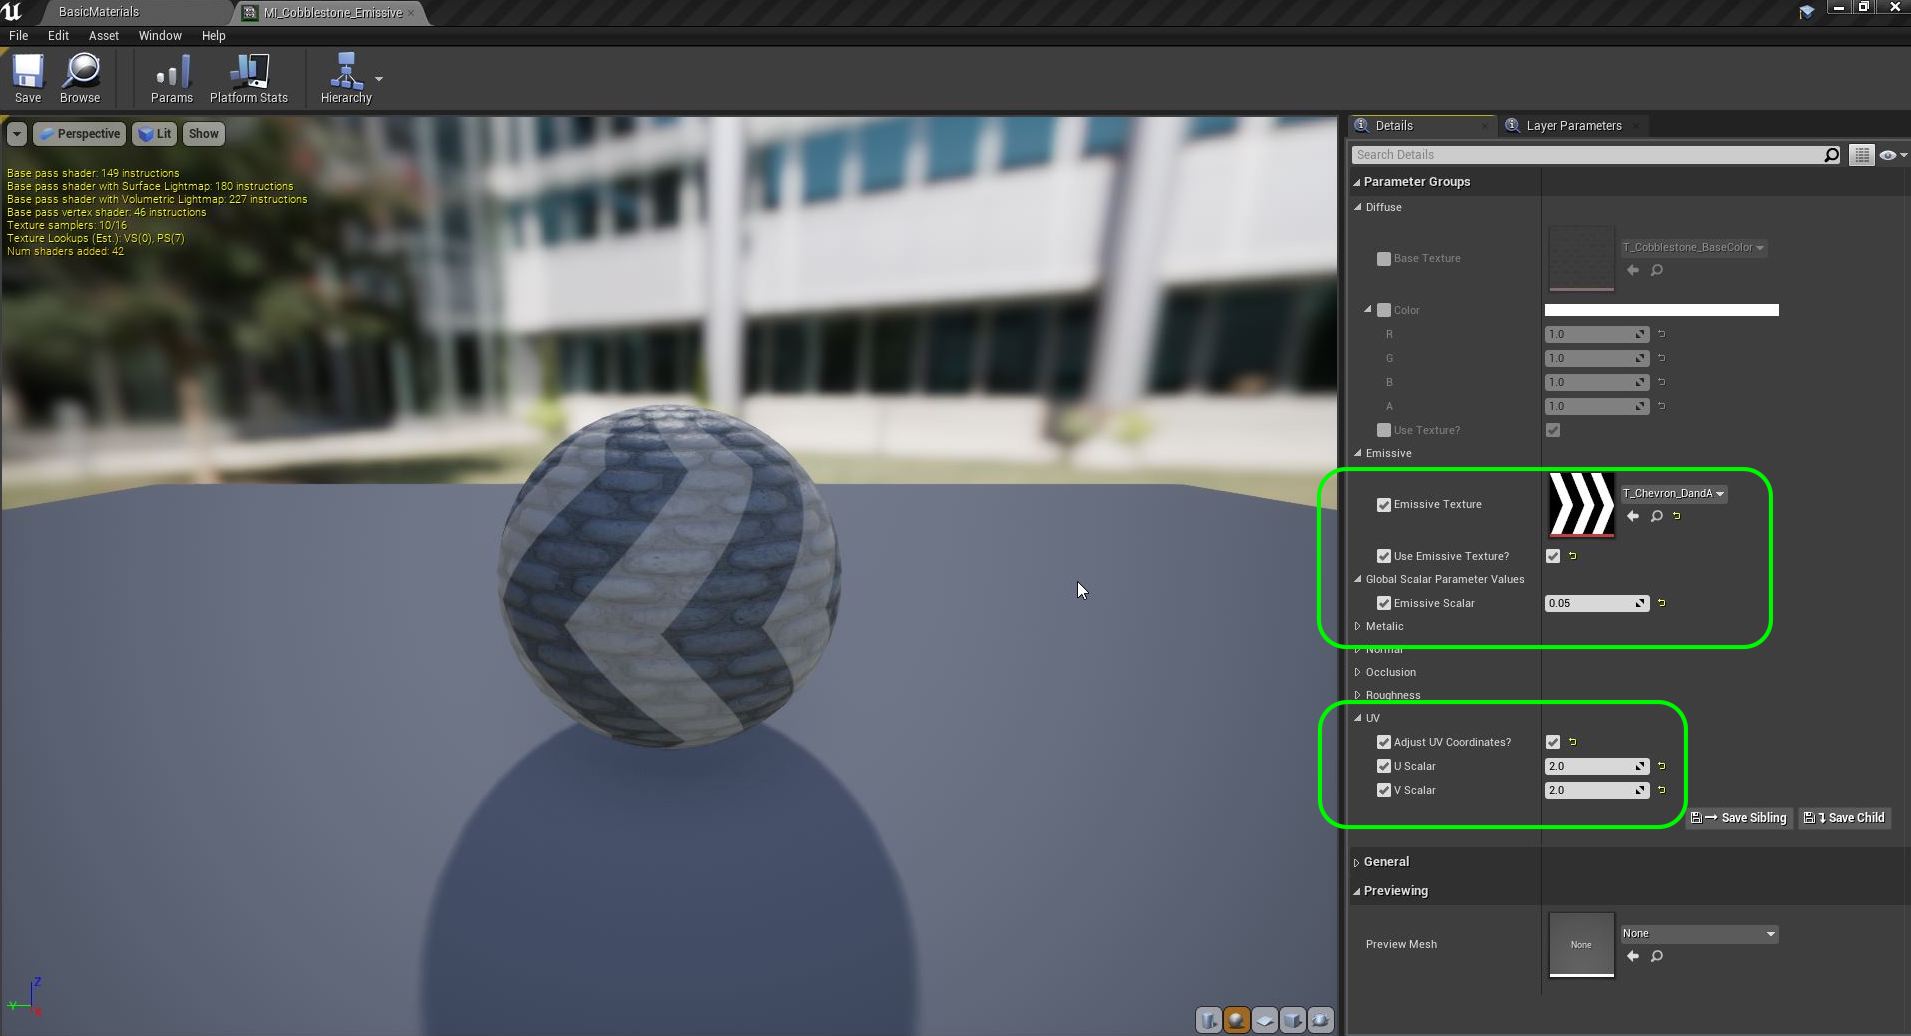 BasicMaterials
MI_Cobblestone_Emissive
File Edit Asset Window Help
Save Browse Params Platform Stats Hierarchy
Perspective Lit Show
Base pass shader: 149 instructions
Base pass shader with Surface Lightmap: 180 instructions
Base pass shader with Volumetric Lightmap: 227 instructions
Base pass vertex shader: 46 instructions
Texture samplers: 10/16
Texture Lookups (Est.): VS(0), PS(7)
Num shaders added: 42
Z
Y
X
Details
Layer Parameters
Search Details
Parameter Groups
Diffuse
Base Texture
T_Cobblestone_BaseColor
Color
R 1.0
G 1.0
B 1.0
A 1.0
Use Texture?
Emissive
Emissive Texture
T_Chevron_DandA
Use Emissive Texture?
Global Scalar Parameter Values
Emissive Scalar 0.05
Metalic
Normal
Occlusion
Roughness
UV
Adjust UV Coordinates?
U Scalar 2.0
V Scalar 2.0
Save Sibling Save Child
General
Previewing
Preview Mesh
None
None